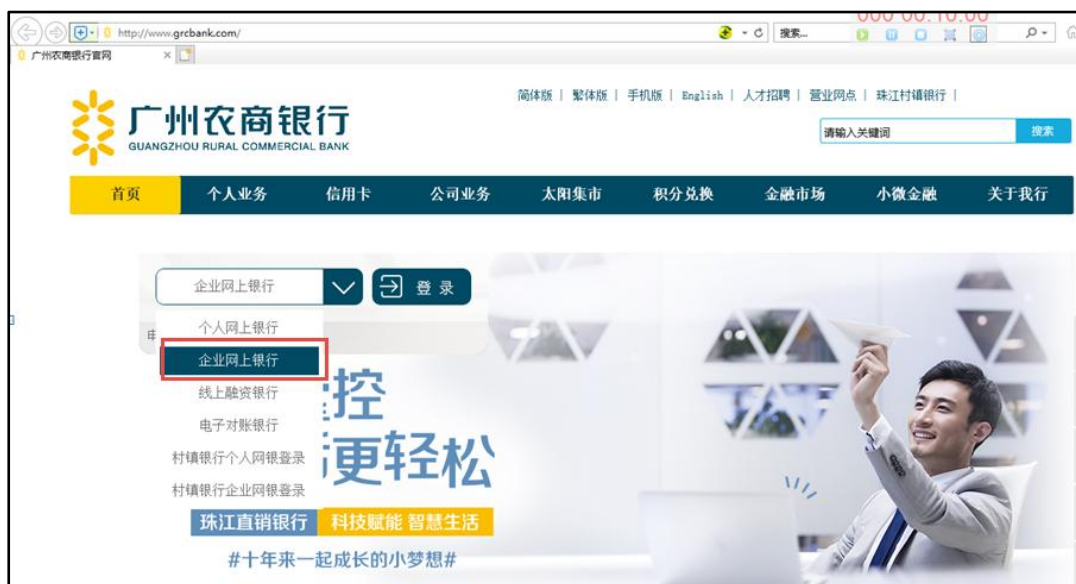 000 00:10:00
http://www.grcbank.com/
搜索...
广州农商银行官网
简体版 | 繁体版 | 手机版 | English | 人才招聘 | 营业网点 | 珠江村镇银行 |
广州农商银行
GUANGZHOU RURAL COMMERCIAL BANK
请输入关键词 搜索
首页 个人业务 信用卡 公司业务 太阳集市 积分兑换 金融市场 小微金融 关于我行
企业网上银行 登 录
个人网上银行
申
企业网上银行
线上融资银行
控
电子对账银行
更轻松
村镇银行个人网银登录
村镇银行企业网银登录
珠江直销银行 科技赋能 智慧生活
#十年来一起成长的小梦想#